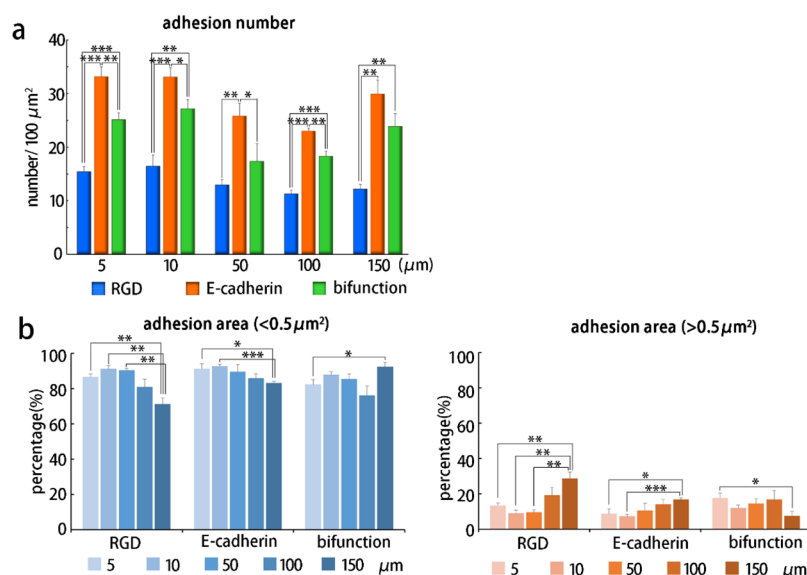 a
adhesion number
number/100 µm²
40
30
20
10
0
*** ** ***
*** ** *** * ** * *** ** **
5 10 50 100 150 (µm)
RGD E-cadherin bifunction
b
adhesion area (<0.5µm²)
percentage(%)
100
80
60
40
20
0
** * *
** ***
**
RGD E-cadherin bifunction
5 10 50 100 150 µm
adhesion area (>0.5µm²)
percentage(%)
100
80
60
40
20
0
**
** *
** *** *
RGD E-cadherin bifunction
5 10 50 100 150 µm